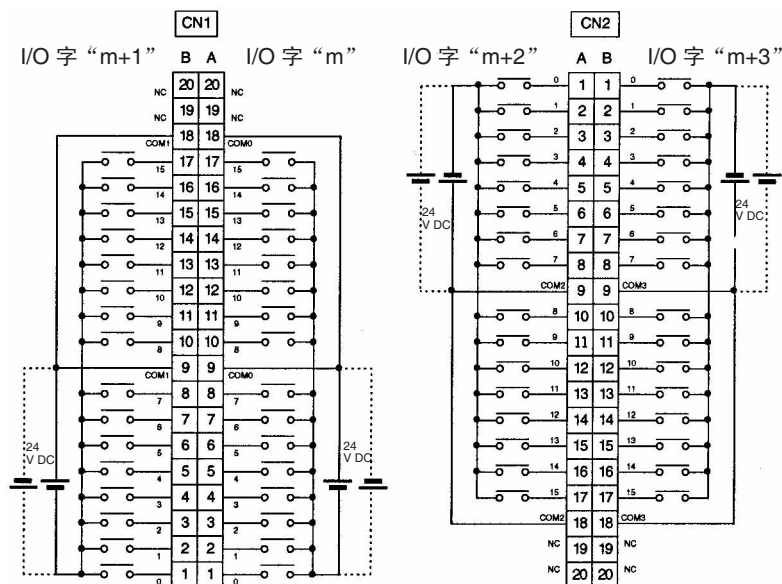 CN1
I/O 字 “m+1” B A I/O 字 “m”
NC 20 20 NC
NC 19 19 NC
COM1 18 18 COM0
15 17 17 15
14 16 16 14
13 15 15 13
12 14 14 12
11 13 13 11
10 12 12 10
9 11 11 9
8 10 10 8
COM1 9 9 COM0
7 8 8 7
6 7 7 6
5 6 6 5
4 5 5 4
3 4 4 3
2 3 3 2
1 2 2 1
0 1 1 0
24
V DC
24
V DC
CN2
I/O 字 “m+2” A B I/O 字 “m+3”
0 1 1 0
1 2 2 1
2 3 3 2
3 4 4 3
4 5 5 4
5 6 6 5
6 7 7 6
7 8 8 7
COM2 9 9 COM3
8 10 10 8
9 11 11 9
10 12 12 10
11 13 13 11
12 14 14 12
13 15 15 13
14 16 16 14
15 17 17 15
COM2 18 18 COM3
NC 19 19 NC
NC 20 20 NC
24
V DC
24
V DC